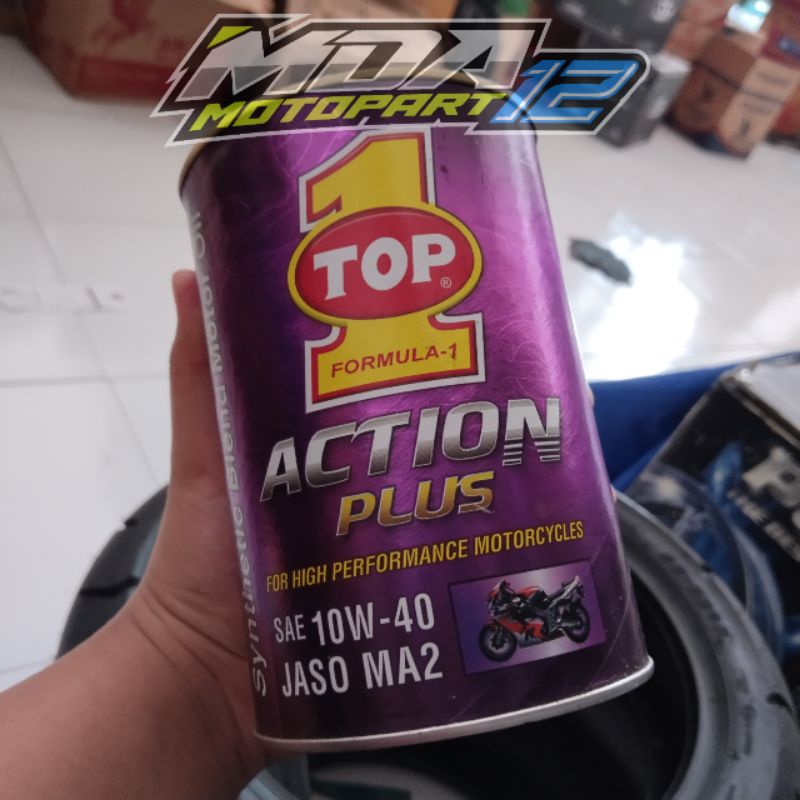 MDA
MOTOPART 12
1
TOP
®
FORMULA-1
ACTION
PLUS
FOR HIGH PERFORMANCE MOTORCYCLES
SAE 10W-40
JASO MA2
Synthetic Blend Motor Oil